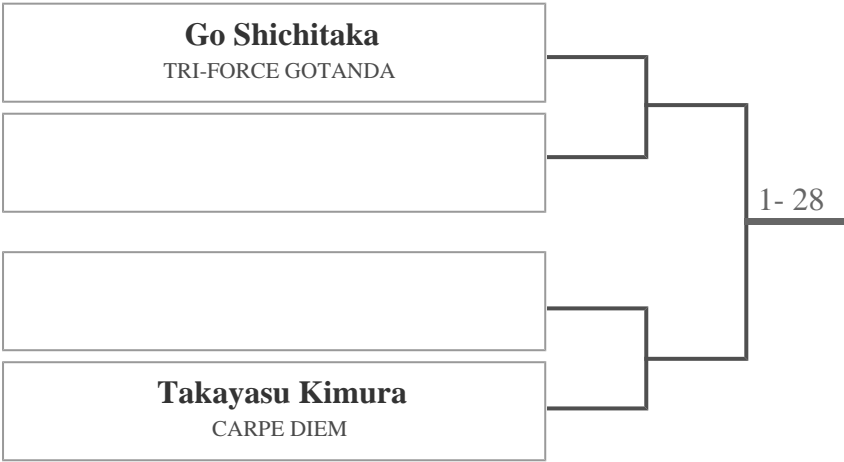 Go Shichitaka
TRI-FORCE GOTANDA
1- 28
Takayasu Kimura
CARPE DIEM